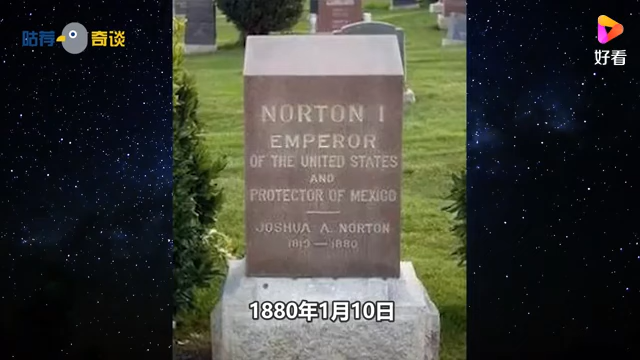 咕荐奇谈
好看
NORTON I
EMPEROR
OF THE UNITED STATES
AND
PROTECTOR OF MEXICO
JOSHUA A. NORTON
1819 — 1880
1880年1月10日